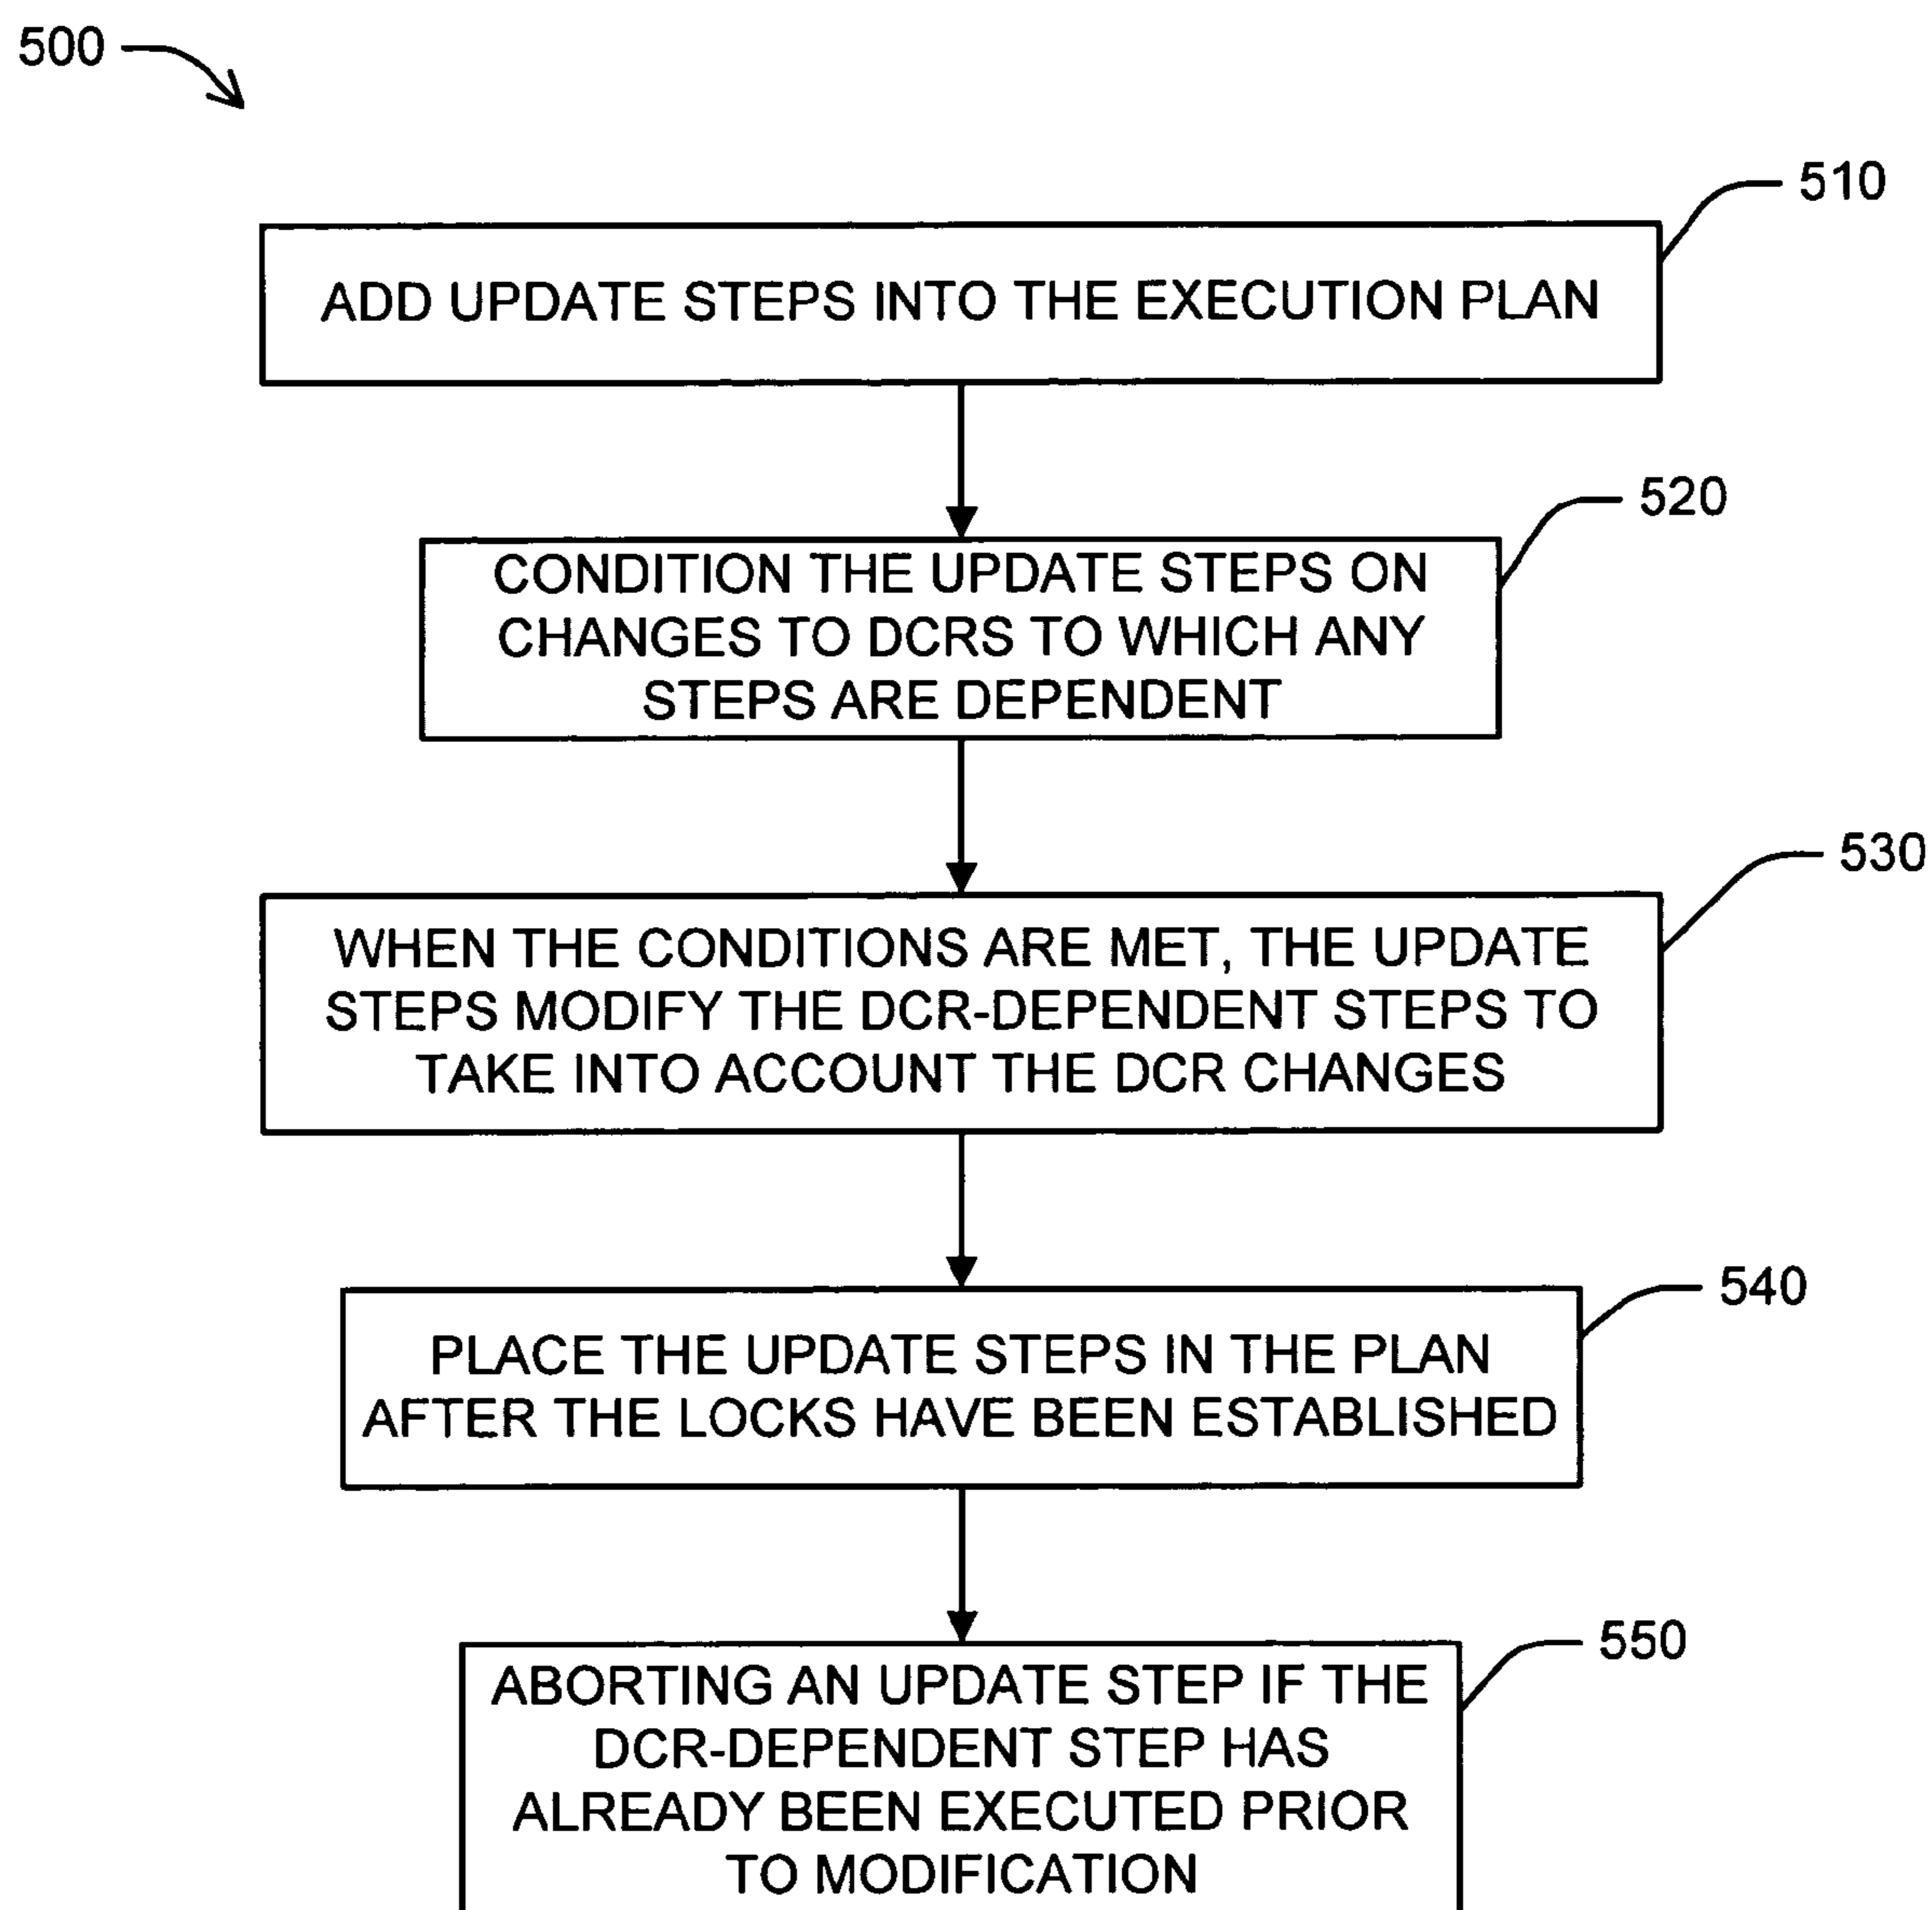 500
510
ADD UPDATE STEPS INTO THE EXECUTION PLAN
520
CONDITION THE UPDATE STEPS ON
CHANGES TO DCRS TO WHICH ANY
STEPS ARE DEPENDENT
530
WHEN THE CONDITIONS ARE MET, THE UPDATE
STEPS MODIFY THE DCR-DEPENDENT STEPS TO
TAKE INTO ACCOUNT THE DCR CHANGES
540
PLACE THE UPDATE STEPS IN THE PLAN
AFTER THE LOCKS HAVE BEEN ESTABLISHED
550
ABORTING AN UPDATE STEP IF THE
DCR-DEPENDENT STEP HAS
ALREADY BEEN EXECUTED PRIOR
TO MODIFICATION